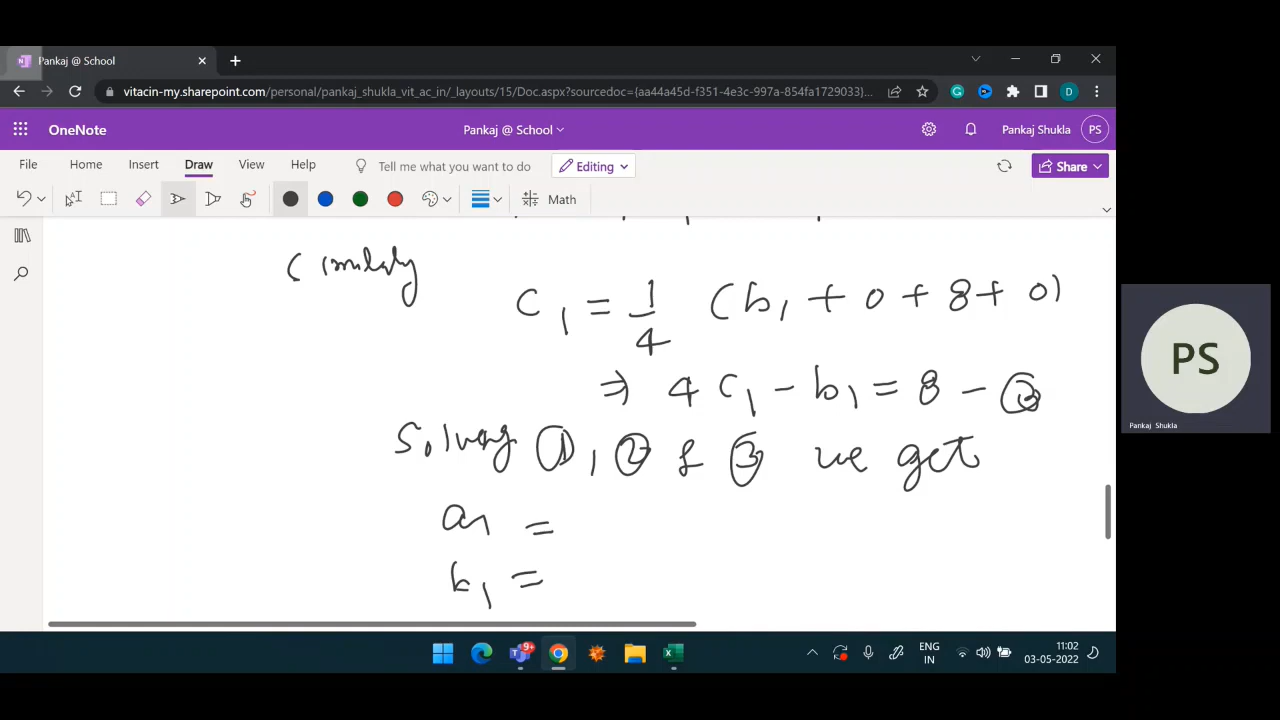 Pankaj @ School
vitacin-my.sharepoint.com/personal/pankaj_shukla_vit_ac_in/_layouts/15/Doc.aspx?sourcedoc={aa44a45d-f351-4e3c-997a-854fa1729033}...
G
D
OneNote
Pankaj @ School
Pankaj Shukla
PS
File Home Insert Draw View Help
Tell me what you want to do
Editing
Share
Math
C1 = 1/4 (b1 + 0 + 8 + 0)
⇒ 4 C1 - b1 = 8 - ③
Solving ①, ② & ③ we get
a1 =
b1 =
PS
Pankaj Shukla
9+
ENG
IN
11:02
03-05-2022